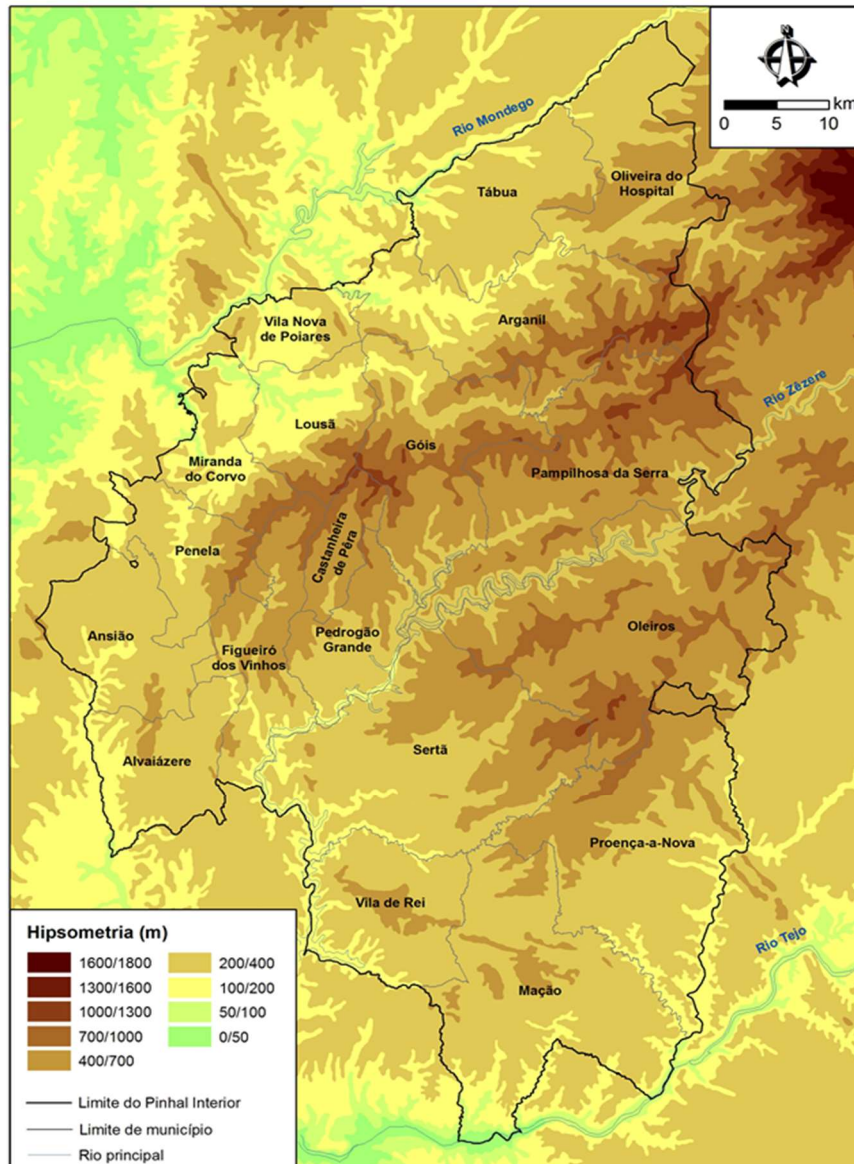 km
0 5 10
Rio Mondego
Tábua
Oliveira do
Hospital
Arganil
Vila Nova
de Poiares
Rio Zêzere
Lousã
Góis
Miranda
do Corvo
Pampilhosa da Serra
Penela
Castanheira
de Pêra
Ansião
Pedrogão
Grande
Oleiros
Figueiró
dos Vinhos
Sertã
Alvaiázere
Proença-a-Nova
Vila de Rei
Rio Tejo
Mação
Hipsometria (m)
1600/1800
1300/1600
1000/1300
700/1000
400/700
200/400
100/200
50/100
0/50
Limite do Pinhal Interior
Limite de município
Rio principal